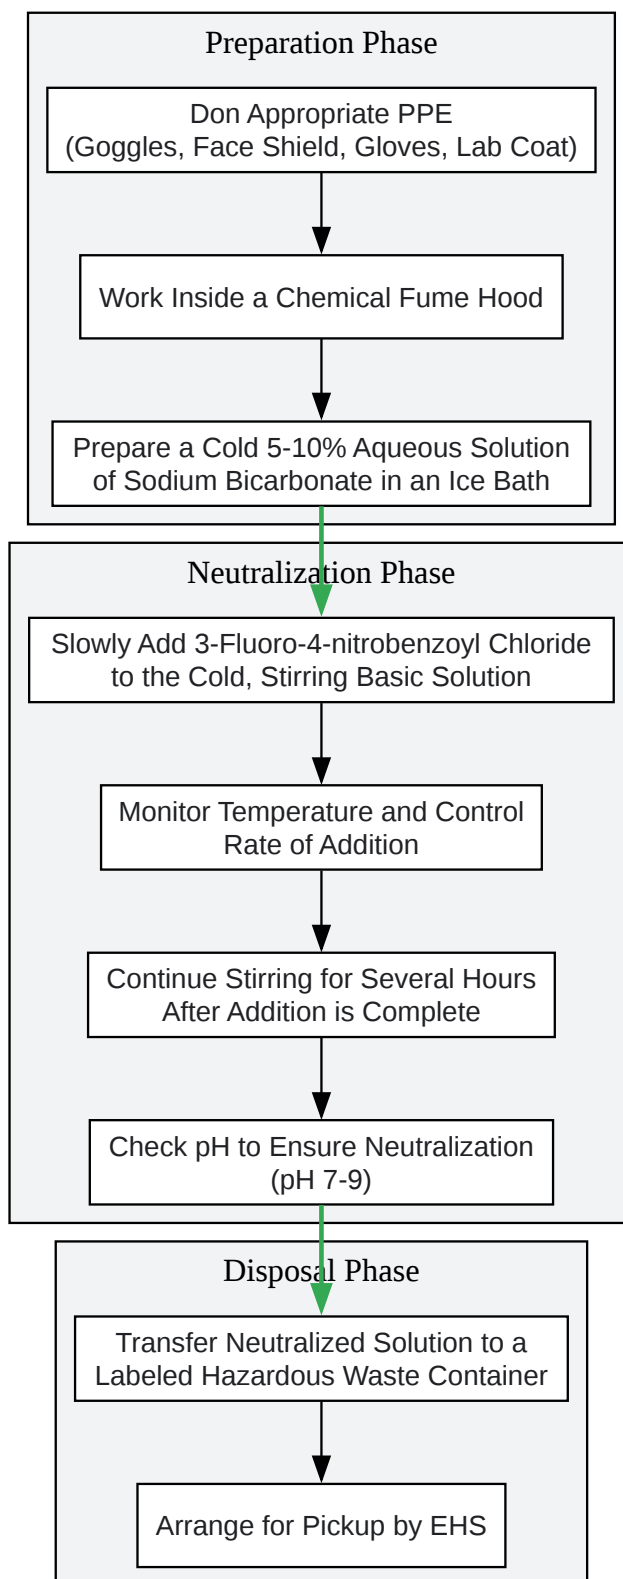 Preparation Phase
Don Appropriate PPE
(Goggles, Face Shield, Gloves, Lab Coat)
Work Inside a Chemical Fume Hood
Prepare a Cold 5-10% Aqueous Solution
of Sodium Bicarbonate in an Ice Bath
Neutralization Phase
Slowly Add 3-Fluoro-4-nitrobenzoyl Chloride
to the Cold, Stirring Basic Solution
Monitor Temperature and Control
Rate of Addition
Continue Stirring for Several Hours
After Addition is Complete
Check pH to Ensure Neutralization
(pH 7-9)
Disposal Phase
Transfer Neutralized Solution to a
Labeled Hazardous Waste Container
Arrange for Pickup by EHS